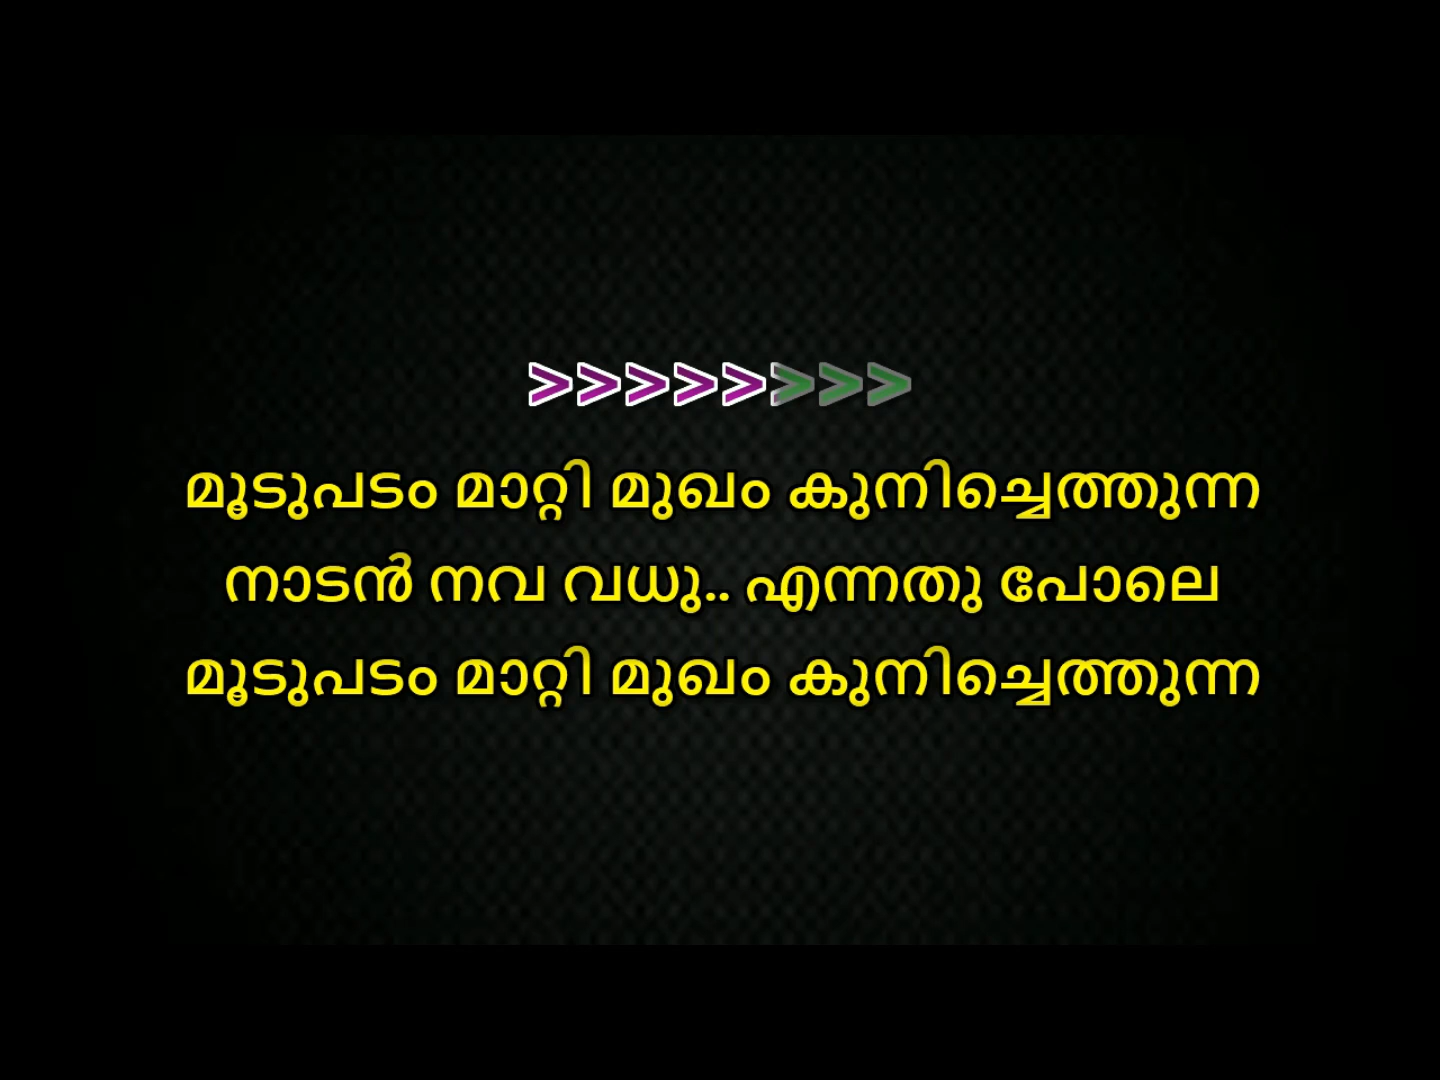 >>>>>>>>
മൂടുപടം മാറ്റി മുഖം കുനിച്ചെത്തുന്ന
നാടൻ നവ വധു.. എന്നതു പോലെ
മൂടുപടം മാറ്റി മുഖം കുനിച്ചെത്തുന്ന